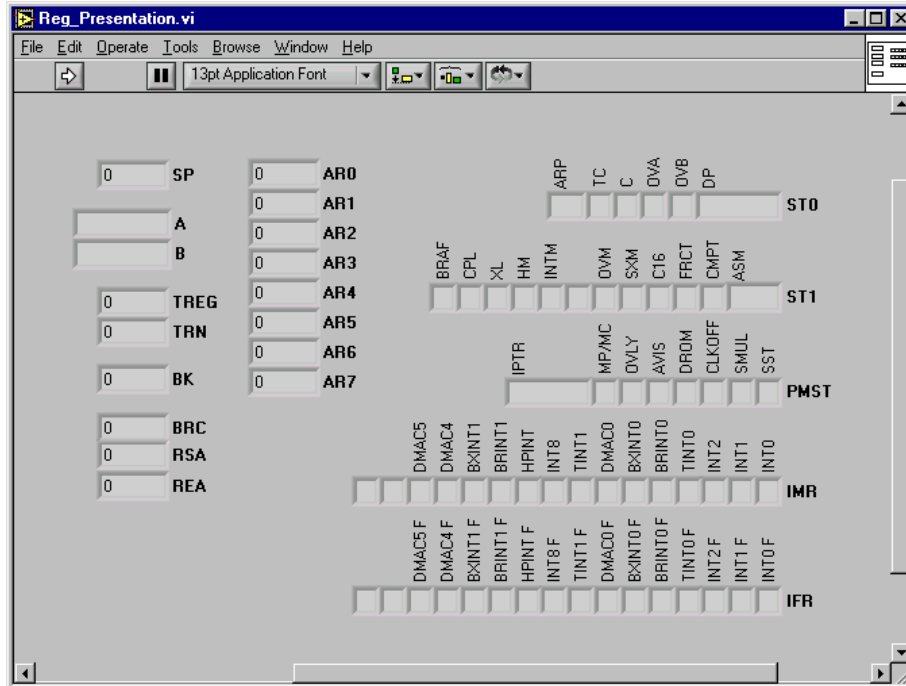 Reg_Presentation.vi
File Edit Operate Tools Browse Window Help
13pt Application Font
0 SP
A
B
0 TREG
0 TRN
0 BK
0 BRC
0 RSA
0 REA
0 AR0
0 AR1
0 AR2
0 AR3
0 AR4
0 AR5
0 AR6
0 AR7
ARP TC C OVA OVB DP
ST0
BRAF CPL XL HM INTM OVM SXM C16 FRCT CMPT ASM
ST1
IPTR MP/MC OVLY AVIS DROM CLKOFF SMUL SST
PMST
DMAC5 DMAC4 BXINT1 BRINT1 HPINT INT8 TINT1 DMAC0 BXINT0 BRINT0 TINT0 INT2 INT1 INT0
IMR
DMAC5 F DMAC4 F BXINT1 F BRINT1 F HPINT F INT8 F TINT1 F DMAC0 F BXINT0 F BRINT0 F TINT0 F INT2 F INT1 F INT0 F
IFR